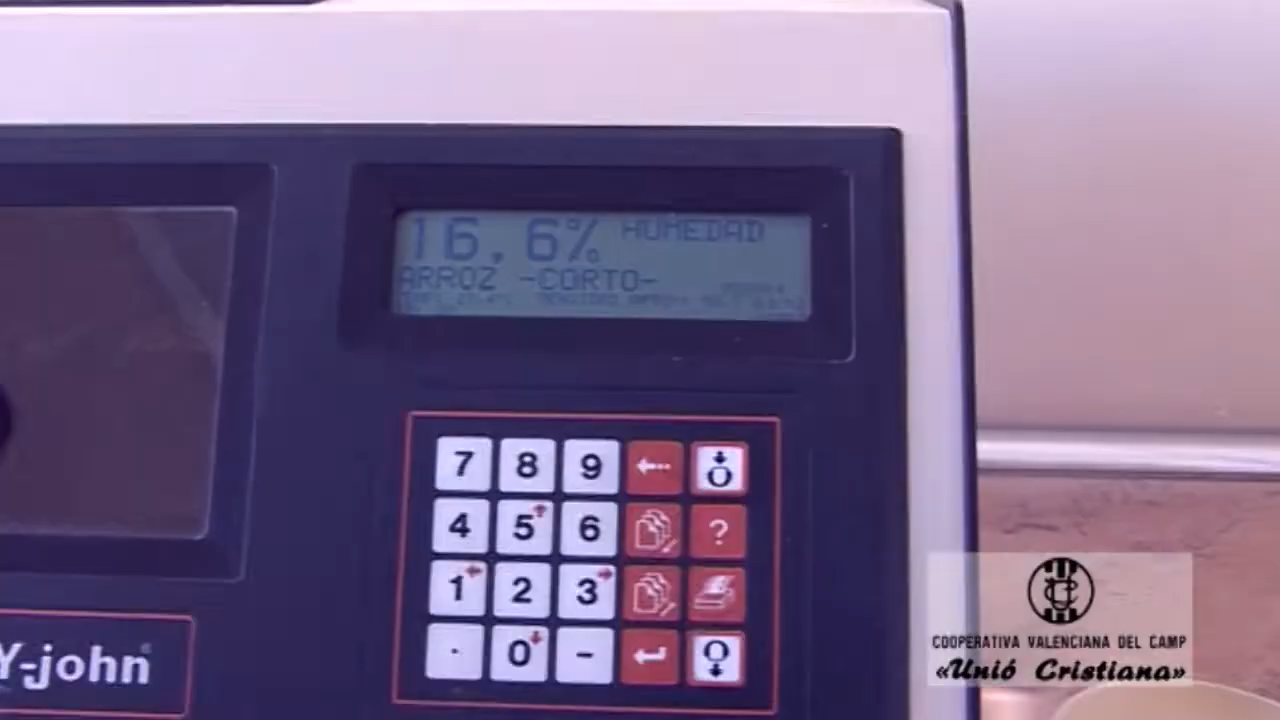 16,6% HUMEDAD
ARROZ -CORTO-
7 8 9
4 5 6 ?
1 2 3
. 0 -
Y-john
COOPERATIVA VALENCIANA DEL CAMP
«Unió Cristiana»